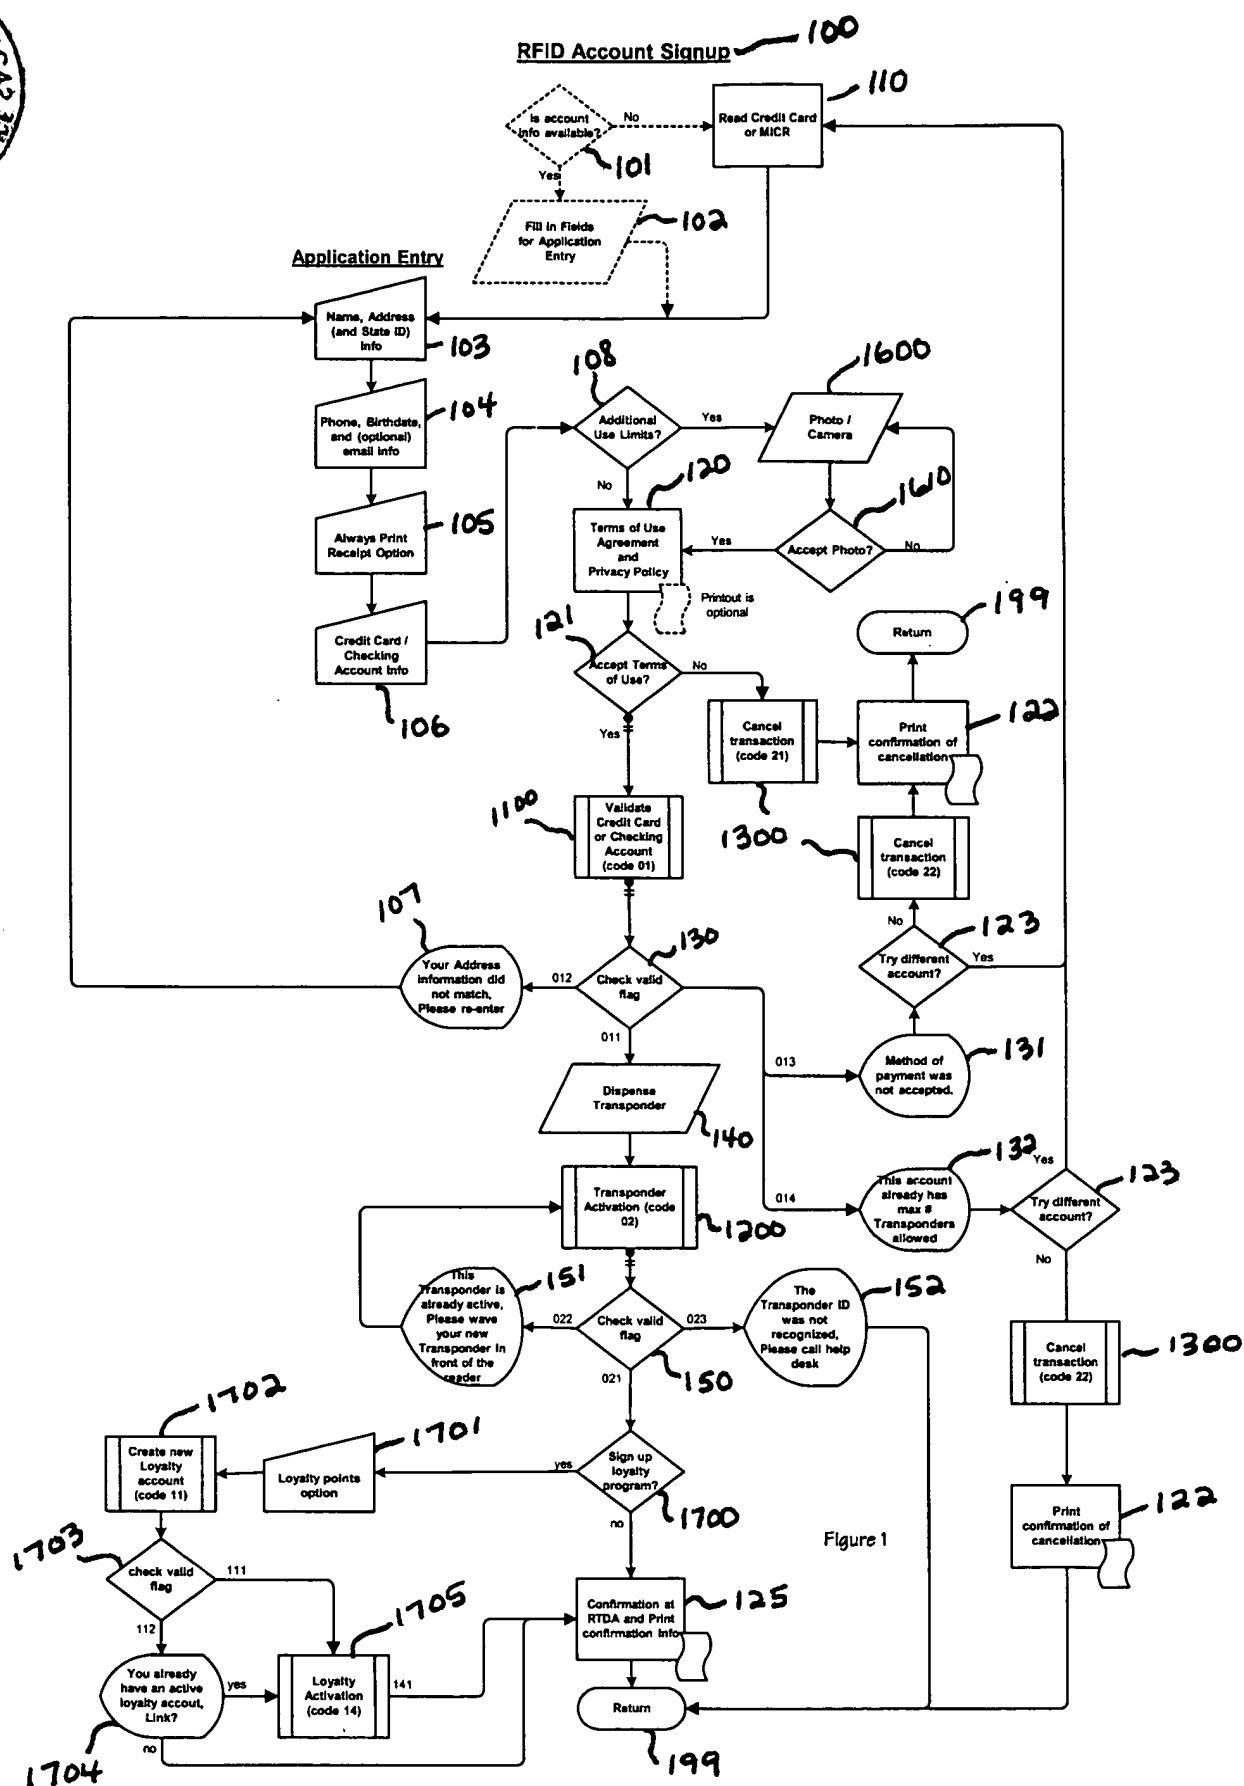 RFID Account Signup
100
Is account
info available?
No
101
Yes
Read Credit Card
or MICR
110
Fill in Fields
for Application
Entry
102
Application Entry
Name, Address
(and State ID)
Info
103
Phone, Birthdate,
and (optional)
email info
104
Always Print
Receipt Option
105
Credit Card /
Checking
Account Info
106
108
Additional
Use Limits?
Yes
No
1600
Photo /
Camera
1610
Accept Photo?
Yes
No
120
Terms of Use
Agreement
and
Privacy Policy
Printout is
optional
121
Accept Terms
of Use?
No
Yes
199
Return
Cancel
transaction
(code 21)
1300
122
Print
confirmation of
cancellation
1100
Validate
Credit Card
or Checking
Account
(code 01)
Cancel
transaction
(code 22)
No
123
Try different
account?
Yes
107
Your Address
information did
not match,
Please re-enter
012
130
Check valid
flag
011
013
Method of
payment was
not accepted.
131
Dispense
Transponder
140
014
132
This account
already has
max #
Transponders
allowed
Yes
123
Try different
account?
No
Transponder
Activation (code
02)
1200
151
This
Transponder is
already active,
Please wave
your new
Transponder in
front of the
reader
022
Check valid
flag
023
150
021
152
The
Transponder ID
was not
recognized,
Please call help
desk
Cancel
transaction
(code 22)
1300
1702
Create new
Loyalty
account
(code 11)
1701
Loyalty points
option
yes
Sign up
loyalty
program?
1700
no
Figure 1
Print
confirmation of
cancellation
122
1703
check valid
flag
111
112
1705
Confirmation at
RTDA and Print
confirmation Info
125
You already
have an active
loyalty accout,
Link?
yes
Loyalty
Activation
(code 14)
141
no
1704
Return
199